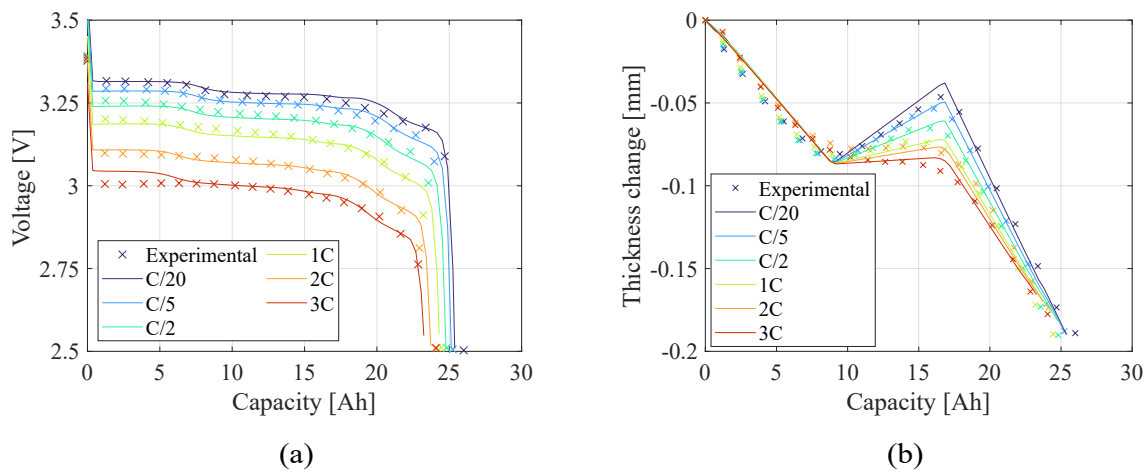 3.5
3.25
3
2.75
2.5
Voltage [V]
Experimental
C/20
C/5
C/2
1C
2C
3C
0 5 10 15 20 25 30
Capacity [Ah]
(a)
0
-0.05
-0.1
-0.15
-0.2
Thickness change [mm]
Experimental
C/20
C/5
C/2
1C
2C
3C
0 5 10 15 20 25 30
Capacity [Ah]
(b)